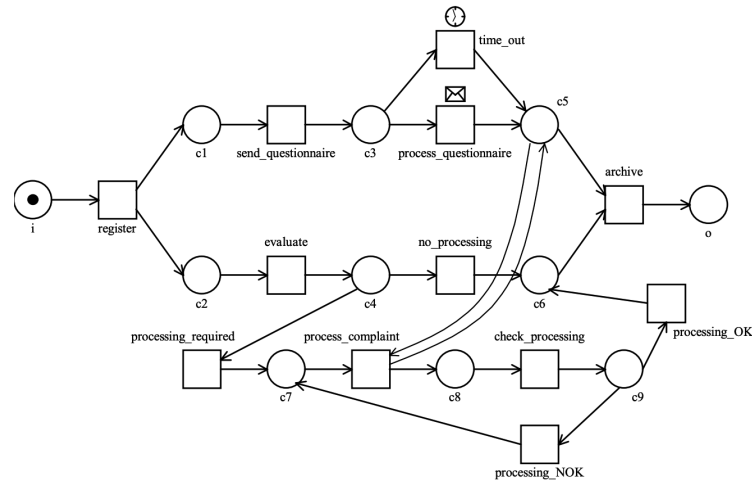 time_out
c5
c1
send_questionnaire
c3
process_questionnaire
archive
i
register
o
evaluate
no_processing
c2
c4
c6
processing_required
process_complaint
check_processing
processing_OK
c7
c8
c9
processing_NOK